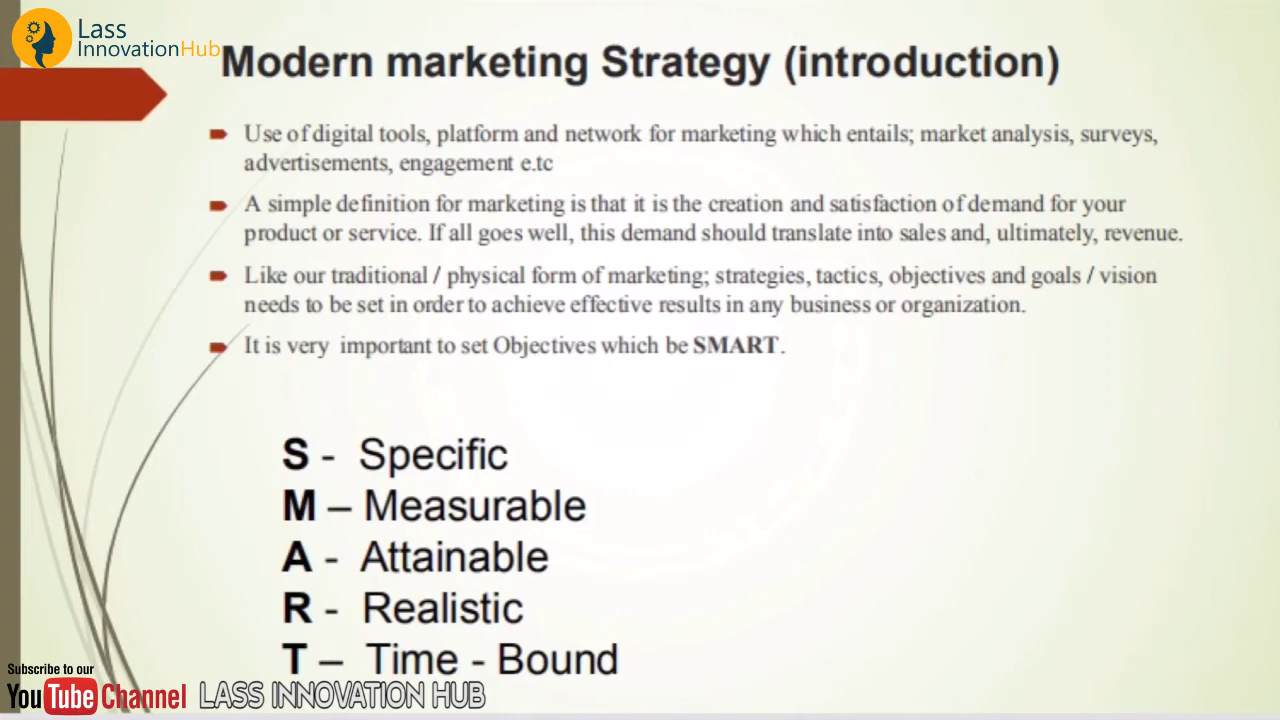 Lass
InnovationHub
Modern marketing Strategy (introduction)
Use of digital tools, platform and network for marketing which entails; market analysis, surveys,
advertisements, engagement e.tc
A simple definition for marketing is that it is the creation and satisfaction of demand for your
product or service. If all goes well, this demand should translate into sales and, ultimately, revenue.
Like our traditional / physical form of marketing; strategies, tactics, objectives and goals / vision
needs to be set in order to achieve effective results in any business or organization.
It is very important to set Objectives which be SMART.
S - Specific
M – Measurable
A - Attainable
R - Realistic
T – Time - Bound
Subscribe to our
YouTube Channel LASS INNOVATION HUB